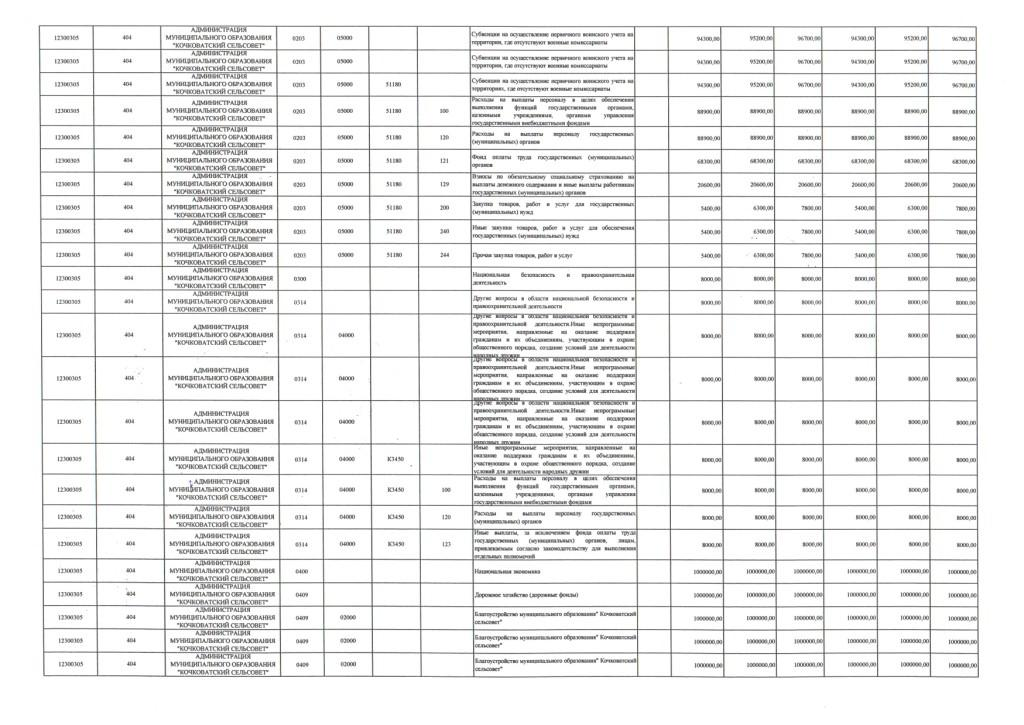 12300305 404 АДМИНИСТРАЦИЯ МУНИЦИПАЛЬНОГО ОБРАЗОВАНИЯ "КОЧКОВАТСКИЙ СЕЛЬСОВЕТ" 0203 05000 Субвенции на осуществление первичного воинского учета на территории, где отсутствуют военные комиссариаты 94300,00 95200,00 96700,00 94300,00 95200,00 96700,00
12300305 404 АДМИНИСТРАЦИЯ МУНИЦИПАЛЬНОГО ОБРАЗОВАНИЯ "КОЧКОВАТСКИЙ СЕЛЬСОВЕТ" 0203 05000 Субвенции на осуществление первичного воинского учета на территории, где отсутствуют военные комиссариаты 94300,00 95200,00 96700,00 94300,00 95200,00 96700,00
12300305 404 АДМИНИСТРАЦИЯ МУНИЦИПАЛЬНОГО ОБРАЗОВАНИЯ "КОЧКОВАТСКИЙ СЕЛЬСОВЕТ" 0203 05000 51180 Субвенции на осуществление первичного воинского учета на территориях, где отсутствуют военные комиссариаты 94300,00 95200,00 96700,00 94300,00 95200,00 96700,00
12300305 404 АДМИНИСТРАЦИЯ МУНИЦИПАЛЬНОГО ОБРАЗОВАНИЯ "КОЧКОВАТСКИЙ СЕЛЬСОВЕТ" 0203 05000 51180 100 Расходы на выплаты персоналу в целях обеспечения выполнения функций государственными органами, казенными учреждениями, органами управления государственными внебюджетными фондами 88900,00 88900,00 88900,00 88900,00 88900,00 88900,00
12300305 404 АДМИНИСТРАЦИЯ МУНИЦИПАЛЬНОГО ОБРАЗОВАНИЯ "КОЧКОВАТСКИЙ СЕЛЬСОВЕТ" 0203 05000 51180 120 Расходы на выплаты персоналу государственных (муниципальных) органов 88900,00 88900,00 88900,00 88900,00 88900,00 88900,00
12300305 404 АДМИНИСТРАЦИЯ МУНИЦИПАЛЬНОГО ОБРАЗОВАНИЯ "КОЧКОВАТСКИЙ СЕЛЬСОВЕТ" 0203 05000 51180 121 Фонд оплаты труда государственных (муниципальных) органов 68300,00 68300,00 68300,00 68300,00 68300,00 68300,00
12300305 404 АДМИНИСТРАЦИЯ МУНИЦИПАЛЬНОГО ОБРАЗОВАНИЯ "КОЧКОВАТСКИЙ СЕЛЬСОВЕТ" 0203 05000 51180 129 Взносы по обязательному социальному страхованию на выплаты денежного содержания и иные выплаты работникам государственных (муниципальных) органов 20600,00 20600,00 20600,00 20600,00 20600,00 20600,00
12300305 404 АДМИНИСТРАЦИЯ МУНИЦИПАЛЬНОГО ОБРАЗОВАНИЯ "КОЧКОВАТСКИЙ СЕЛЬСОВЕТ" 0203 05000 51180 200 Закупка товаров, работ и услуг для государственных (муниципальных) нужд 5400,00 6300,00 7800,00 5400,00 6300,00 7800,00
12300305 404 АДМИНИСТРАЦИЯ МУНИЦИПАЛЬНОГО ОБРАЗОВАНИЯ "КОЧКОВАТСКИЙ СЕЛЬСОВЕТ" 0203 05000 51180 240 Иные закупки товаров, работ и услуг для обеспечения государственных (муниципальных) нужд 5400,00 6300,00 7800,00 5400,00 6300,00 7800,00
12300305 404 АДМИНИСТРАЦИЯ МУНИЦИПАЛЬНОГО ОБРАЗОВАНИЯ "КОЧКОВАТСКИЙ СЕЛЬСОВЕТ" 0203 05000 51180 244 Прочая закупка товаров, работ и услуг 5400,00 6300,00 7800,00 5400,00 6300,00 7800,00
12300305 404 АДМИНИСТРАЦИЯ МУНИЦИПАЛЬНОГО ОБРАЗОВАНИЯ "КОЧКОВАТСКИЙ СЕЛЬСОВЕТ" 0300 Национальная безопасность и правоохранительная деятельность 8000,00 8000,00 8000,00 8000,00 8000,00 8000,00
12300305 404 АДМИНИСТРАЦИЯ МУНИЦИПАЛЬНОГО ОБРАЗОВАНИЯ "КОЧКОВАТСКИЙ СЕЛЬСОВЕТ" 0314 Другие вопросы в области национальной безопасности и правоохранительной деятельности 8000,00 8000,00 8000,00 8000,00 8000,00 8000,00
12300305 404 АДМИНИСТРАЦИЯ МУНИЦИПАЛЬНОГО ОБРАЗОВАНИЯ "КОЧКОВАТСКИЙ СЕЛЬСОВЕТ" 0314 04000 Другие вопросы в области национальной безопасности и правоохранительной деятельности.Иные непрограммные мероприятия, направленные на оказание поддержки гражданам и их объединениям, участвующим в охране общественного порядка, создание условий для деятельности народных дружин 8000,00 8000,00 8000,00 8000,00 8000,00 8000,00
12300305 404 АДМИНИСТРАЦИЯ МУНИЦИПАЛЬНОГО ОБРАЗОВАНИЯ "КОЧКОВАТСКИЙ СЕЛЬСОВЕТ" 0314 04000 Другие вопросы в области национальной безопасности и правоохранительной деятельности.Иные непрограммные мероприятия, направленные на оказание поддержки гражданам и их объединениям, участвующим в охране общественного порядка, создание условий для деятельности народных дружин 8000,00 8000,00 8000,00 8000,00 8000,00 8000,00
12300305 404 АДМИНИСТРАЦИЯ МУНИЦИПАЛЬНОГО ОБРАЗОВАНИЯ "КОЧКОВАТСКИЙ СЕЛЬСОВЕТ" 0314 04000 Другие вопросы в области национальной безопасности и правоохранительной деятельности.Иные непрограммные мероприятия, направленные на оказание поддержки гражданам и их объединениям, участвующим в охране общественного порядка, создание условий для деятельности народных дружин 8000,00 8000,00 8000,00 8000,00 8000,00 8000,00
12300305 404 АДМИНИСТРАЦИЯ МУНИЦИПАЛЬНОГО ОБРАЗОВАНИЯ "КОЧКОВАТСКИЙ СЕЛЬСОВЕТ" 0314 04000 К3450 Иные непрограммные мероприятия, направленные на оказание поддержки гражданам и их объединениям, участвующим в охране общественного порядка, создание условий для деятельности народных дружин 8000,00 8000,00 8000,00 8000,00 8000,00 8000,00
12300305 404 АДМИНИСТРАЦИЯ МУНИЦИПАЛЬНОГО ОБРАЗОВАНИЯ "КОЧКОВАТСКИЙ СЕЛЬСОВЕТ" 0314 04000 К3450 100 Расходы на выплаты персоналу в целях обеспечения выполнения функций государственными органами, казенными учреждениями, органами управления государственными внебюджетными фондами 8000,00 8000,00 8000,00 8000,00 8000,00 8000,00
12300305 404 АДМИНИСТРАЦИЯ МУНИЦИПАЛЬНОГО ОБРАЗОВАНИЯ "КОЧКОВАТСКИЙ СЕЛЬСОВЕТ" 0314 04000 К3450 120 Расходы на выплаты персоналу государственных (муниципальных) органов 8000,00 8000,00 8000,00 8000,00 8000,00 8000,00
12300305 404 АДМИНИСТРАЦИЯ МУНИЦИПАЛЬНОГО ОБРАЗОВАНИЯ "КОЧКОВАТСКИЙ СЕЛЬСОВЕТ" 0314 04000 К3450 123 Иные выплаты, за исключением фонда оплаты труда государственных (муниципальных) органов, лицам, привлекаемым согласно законодательству для выполнения отдельных полномочий 8000,00 8000,00 8000,00 8000,00 8000,00 8000,00
12300305 404 АДМИНИСТРАЦИЯ МУНИЦИПАЛЬНОГО ОБРАЗОВАНИЯ "КОЧКОВАТСКИЙ СЕЛЬСОВЕТ" 0400 Национальная экономика 1000000,00 1000000,00 1000000,00 1000000,00 1000000,00 1000000,00
12300305 404 АДМИНИСТРАЦИЯ МУНИЦИПАЛЬНОГО ОБРАЗОВАНИЯ "КОЧКОВАТСКИЙ СЕЛЬСОВЕТ" 0409 Дорожное хозяйство (дорожные фонды) 1000000,00 1000000,00 1000000,00 1000000,00 1000000,00 1000000,00
12300305 404 АДМИНИСТРАЦИЯ МУНИЦИПАЛЬНОГО ОБРАЗОВАНИЯ "КОЧКОВАТСКИЙ СЕЛЬСОВЕТ" 0409 02000 Благоустройство муниципального образования" Кочковатский сельсовет" 1000000,00 1000000,00 1000000,00 1000000,00 1000000,00 1000000,00
12300305 404 АДМИНИСТРАЦИЯ МУНИЦИПАЛЬНОГО ОБРАЗОВАНИЯ "КОЧКОВАТСКИЙ СЕЛЬСОВЕТ" 0409 02000 Благоустройство муниципального образования" Кочковатский сельсовет" 1000000,00 1000000,00 1000000,00 1000000,00 1000000,00 1000000,00
12300305 404 АДМИНИСТРАЦИЯ МУНИЦИПАЛЬНОГО ОБРАЗОВАНИЯ "КОЧКОВАТСКИЙ СЕЛЬСОВЕТ" 0409 02000 Благоустройство муниципального образования" Кочковатский сельсовет" 1000000,00 1000000,00 1000000,00 1000000,00 1000000,00 1000000,00